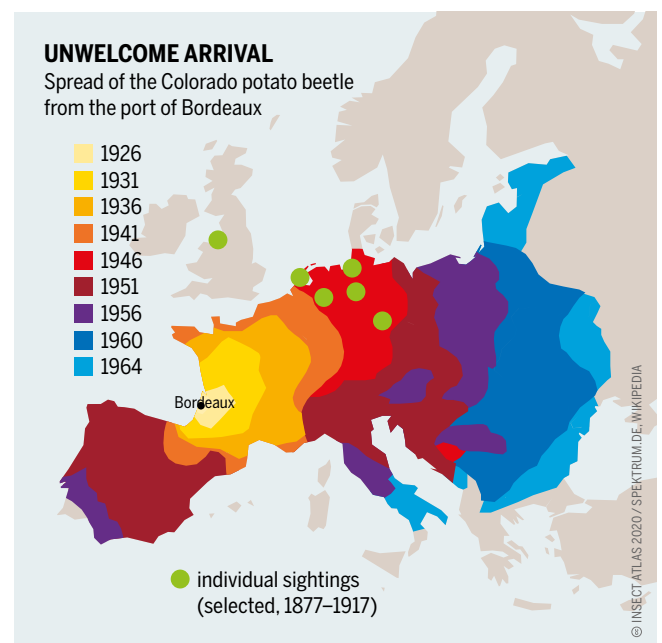 UNWELCOME ARRIVAL
Spread of the Colorado potato beetle
from the port of Bordeaux
1926
1931
1936
1941
1946
1951
1956
1960
1964
Bordeaux
individual sightings
(selected, 1877–1917)
INSECT ATLAS 2020 / SPEKTRUM.DE, WIKIPEDIA